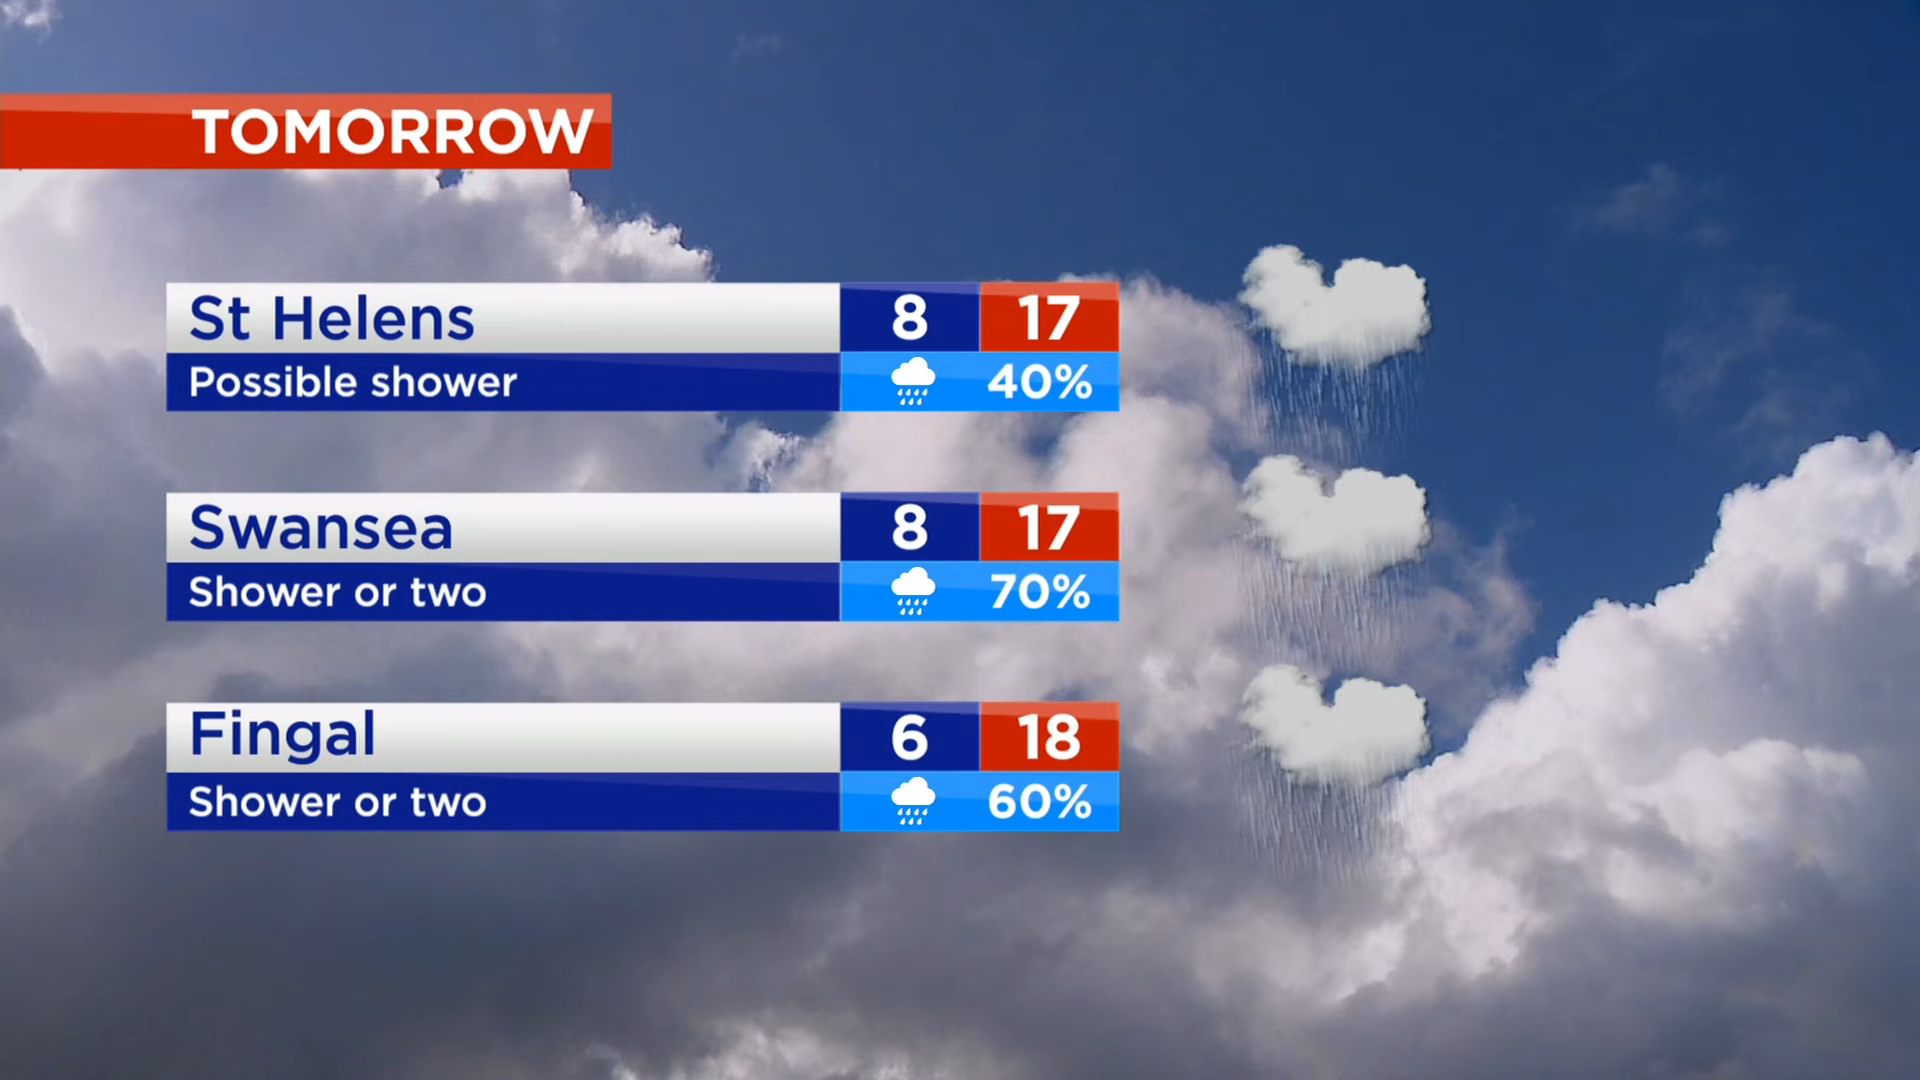 TOMORROW
St Helens 8 17
Possible shower 40%
Swansea 8 17
Shower or two 70%
Fingal 6 18
Shower or two 60%